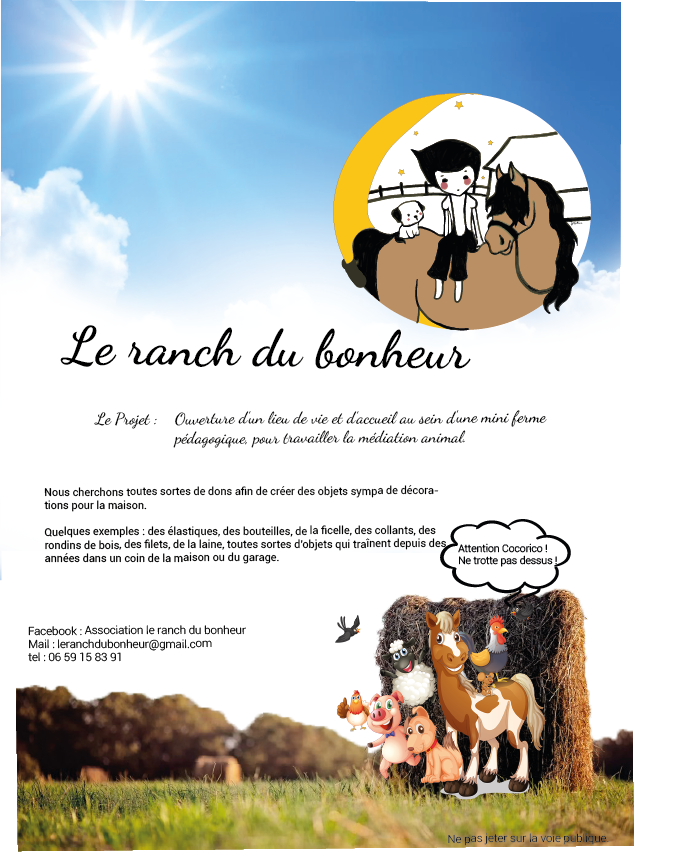 Le ranch du bonheur
Le Projet : Ouverture d'un lieu de vie et d'accueil au sein d'une mini ferme
pédagogique, pour travailler la médiation animal.
Nous cherchons toutes sortes de dons afin de créer des objets sympa de décora-
tions pour la maison.
Quelques exemples : des élastiques, des bouteilles, de la ficelle, des collants, des
rondins de bois, des filets, de la laine, toutes sortes d'objets qui traînent depuis des
années dans un coin de la maison ou du garage.
Attention Cocorico !
Ne trotte pas dessus !
Facebook : Association le ranch du bonheur
Mail : leranchdubonheur@gmail.com
tel : 06 59 15 83 91
Ne pas jeter sur la voie publique